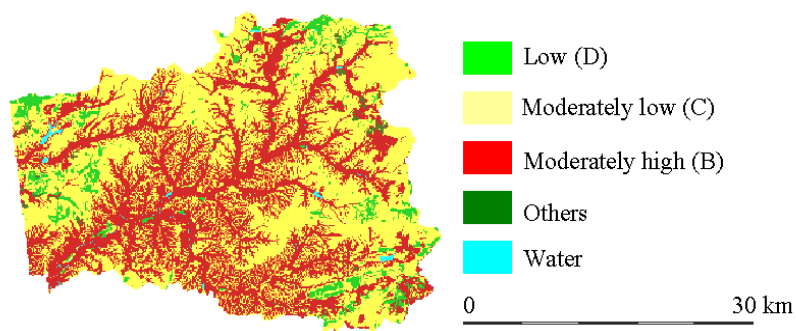 Low (D)
Moderately low (C)
Moderately high (B)
Others
Water
0 30 km